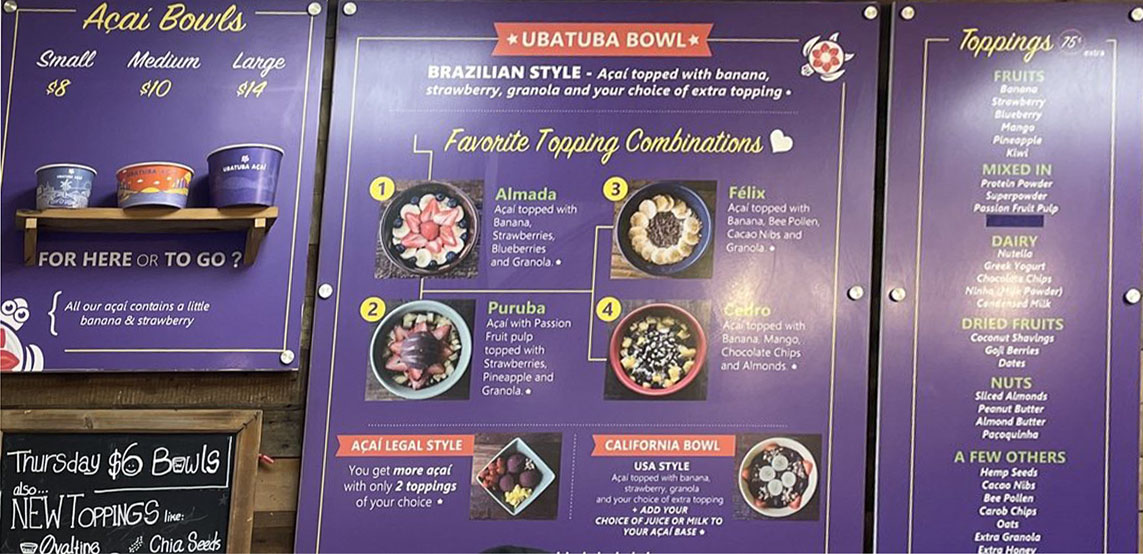 Açaí Bowls
Small Medium Large
$8 $10 $14
UBATUBA AÇAÍ
FOR HERE OR TO GO ?
All our açaí contains a little
banana & strawberry
Thursday $6 Bowls
also...
NEW TOPPINGS like:
Ovaltine Chia Seeds
★UBATUBA BOWL★
BRAZILIAN STYLE - Açaí topped with banana,
strawberry, granola and your choice of extra topping •
Favorite Topping Combinations
1
Almada
Açaí topped with
Banana,
Strawberries,
Blueberries
and Granola. •
3
Félix
Açaí topped with
Banana, Bee Pollen,
Cacao Nibs and
Granola. •
2
Puruba
Açaí with Passion
Fruit pulp
topped with
Strawberries,
Pineapple and
Granola. •
4
Cedro
Açaí topped with
Banana, Mango,
Chocolate Chips
and Almonds. •
AÇAÍ LEGAL STYLE
You get more açaí
with only 2 toppings
of your choice •
CALIFORNIA BOWL
USA STYLE
Açaí topped with banana,
strawberry, granola
and your choice of extra topping
+ ADD YOUR
CHOICE OF JUICE OR MILK TO
YOUR AÇAÍ BASE •
Toppings 75¢
extra
FRUITS
Banana
Strawberry
Blueberry
Mango
Pineapple
Kiwi
MIXED IN
Protein Powder
Superpowder
Passion Fruit Pulp
DAIRY
Nutella
Greek Yogurt
Chocolate Chips
Ninho (Milk Powder)
Condensed Milk
DRIED FRUITS
Coconut Shavings
Goji Berries
Dates
NUTS
Sliced Almonds
Peanut Butter
Almond Butter
Paçoquinha
A FEW OTHERS
Hemp Seeds
Cacao Nibs
Bee Pollen
Carob Chips
Oats
Extra Granola
Extra Honey